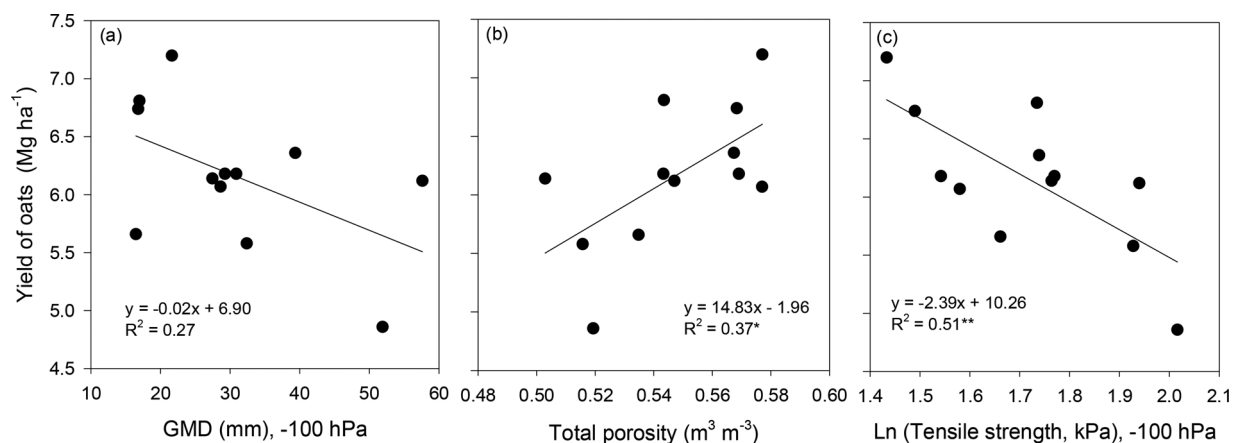 Yield of oats (Mg ha⁻¹)
7.5
7.0
6.5
6.0
5.5
5.0
4.5
(a)
y = -0.02x + 6.90
R² = 0.27
10 20 30 40 50 60
GMD (mm), -100 hPa
(b)
y = 14.83x - 1.96
R² = 0.37*
0.48 0.50 0.52 0.54 0.56 0.58 0.60
Total porosity (m³ m⁻³)
(c)
y = -2.39x + 10.26
R² = 0.51**
1.4 1.5 1.6 1.7 1.8 1.9 2.0 2.1
Ln (Tensile strength, kPa), -100 hPa